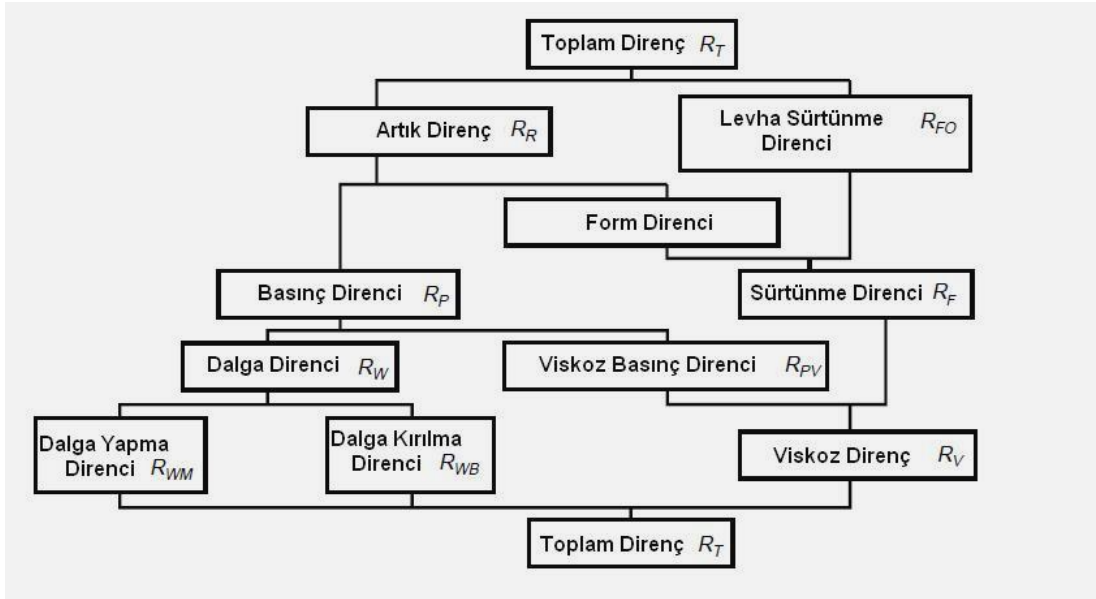 Toplam Direnç R_T
Artık Direnç R_R
Levha Sürtünme R_FO
Direnci
Form Direnci
Basınç Direnci R_P
Sürtünme Direnci R_F
Dalga Direnci R_W
Viskoz Basınç Direnci R_PV
Dalga Yapma
Direnci R_WM
Dalga Kırılma
Direnci R_WB
Viskoz Direnç R_V
Toplam Direnç R_T